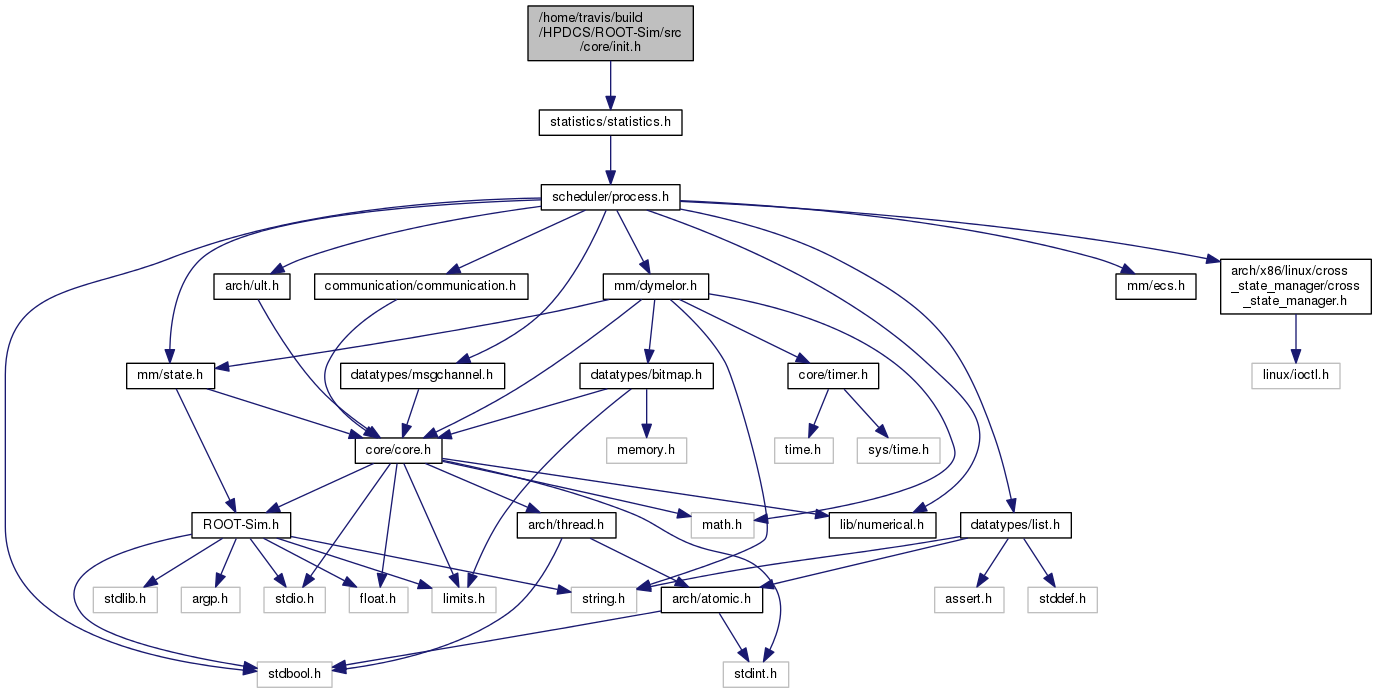 /home/travis/build
/HPDCS/ROOT-Sim/src
/core/init.h
statistics/statistics.h
scheduler/process.h
arch/ult.h
communication/communication.h
mm/dymelor.h
mm/ecs.h
arch/x86/linux/cross
_state_manager/cross
_state_manager.h
mm/state.h
datatypes/msgchannel.h
datatypes/bitmap.h
core/timer.h
linux/ioctl.h
core/core.h
memory.h
time.h
sys/time.h
ROOT-Sim.h
arch/thread.h
math.h
lib/numerical.h
datatypes/list.h
stdlib.h
argp.h
stdio.h
float.h
limits.h
string.h
arch/atomic.h
assert.h
stddef.h
stdbool.h
stdint.h